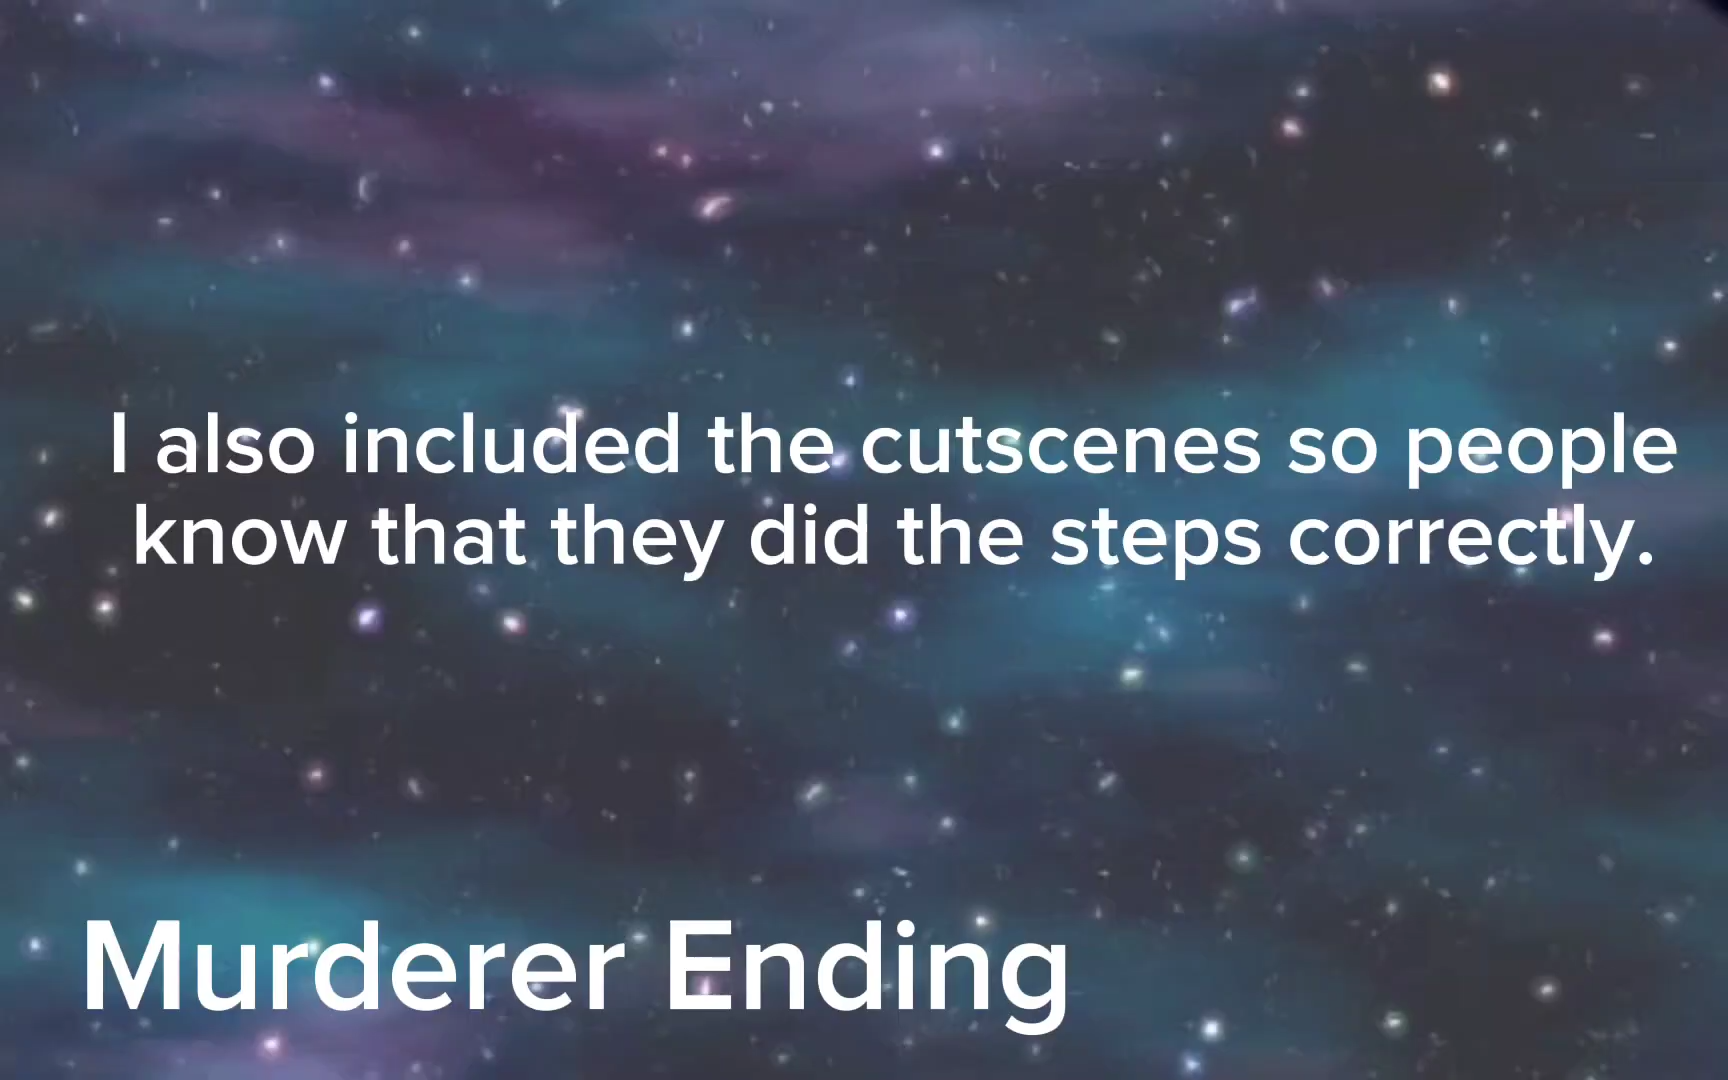 I also included the cutscenes so people
know that they did the steps correctly.
Murderer Ending